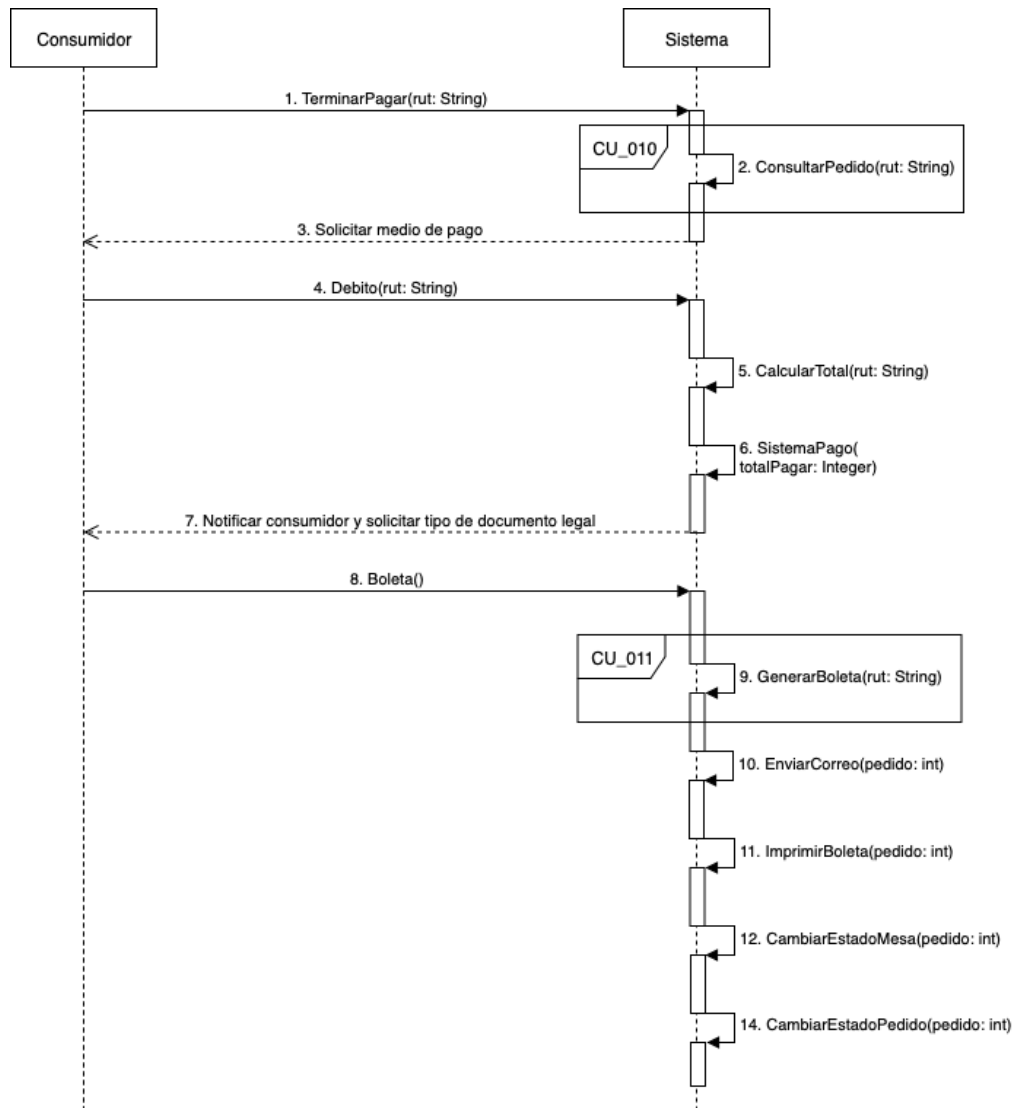 Consumidor
Sistema
1. TerminarPagar(rut: String)
CU_010
2. ConsultarPedido(rut: String)
3. Solicitar medio de pago
4. Debito(rut: String)
5. CalcularTotal(rut: String)
6. SistemaPago(
totalPagar: Integer)
7. Notificar consumidor y solicitar tipo de documento legal
8. Boleta()
CU_011
9. GenerarBoleta(rut: String)
10. EnviarCorreo(pedido: int)
11. ImprimirBoleta(pedido: int)
12. CambiarEstadoMesa(pedido: int)
14. CambiarEstadoPedido(pedido: int)